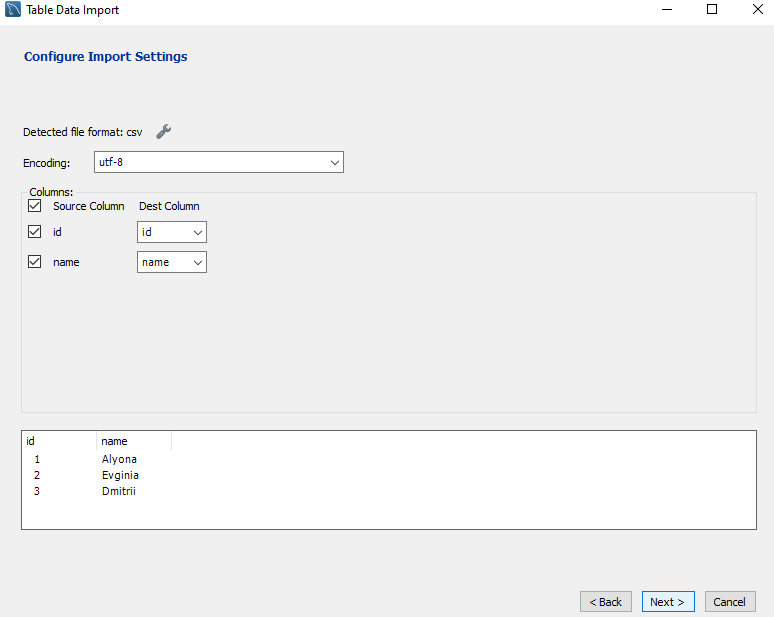 Table Data Import
Configure Import Settings
Detected file format: csv
Encoding: utf-8
Columns:
Source Column Dest Column
id id
name name
id name
1 Alyona
2 Evginia
3 Dmitrii
< Back Next > Cancel